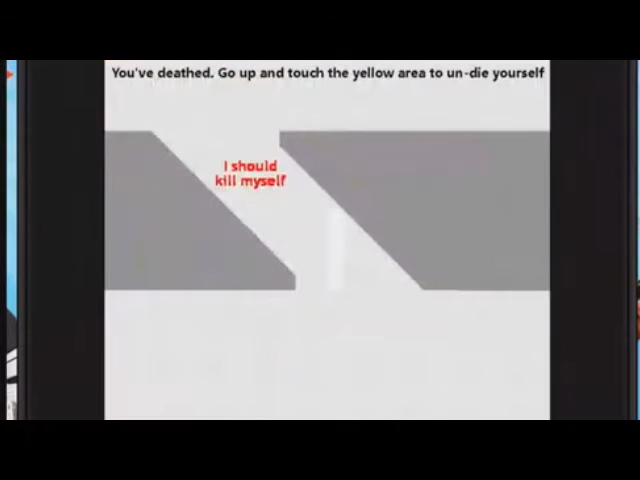 You've deathed. Go up and touch the yellow area to un-die yourself
I should
kill myself